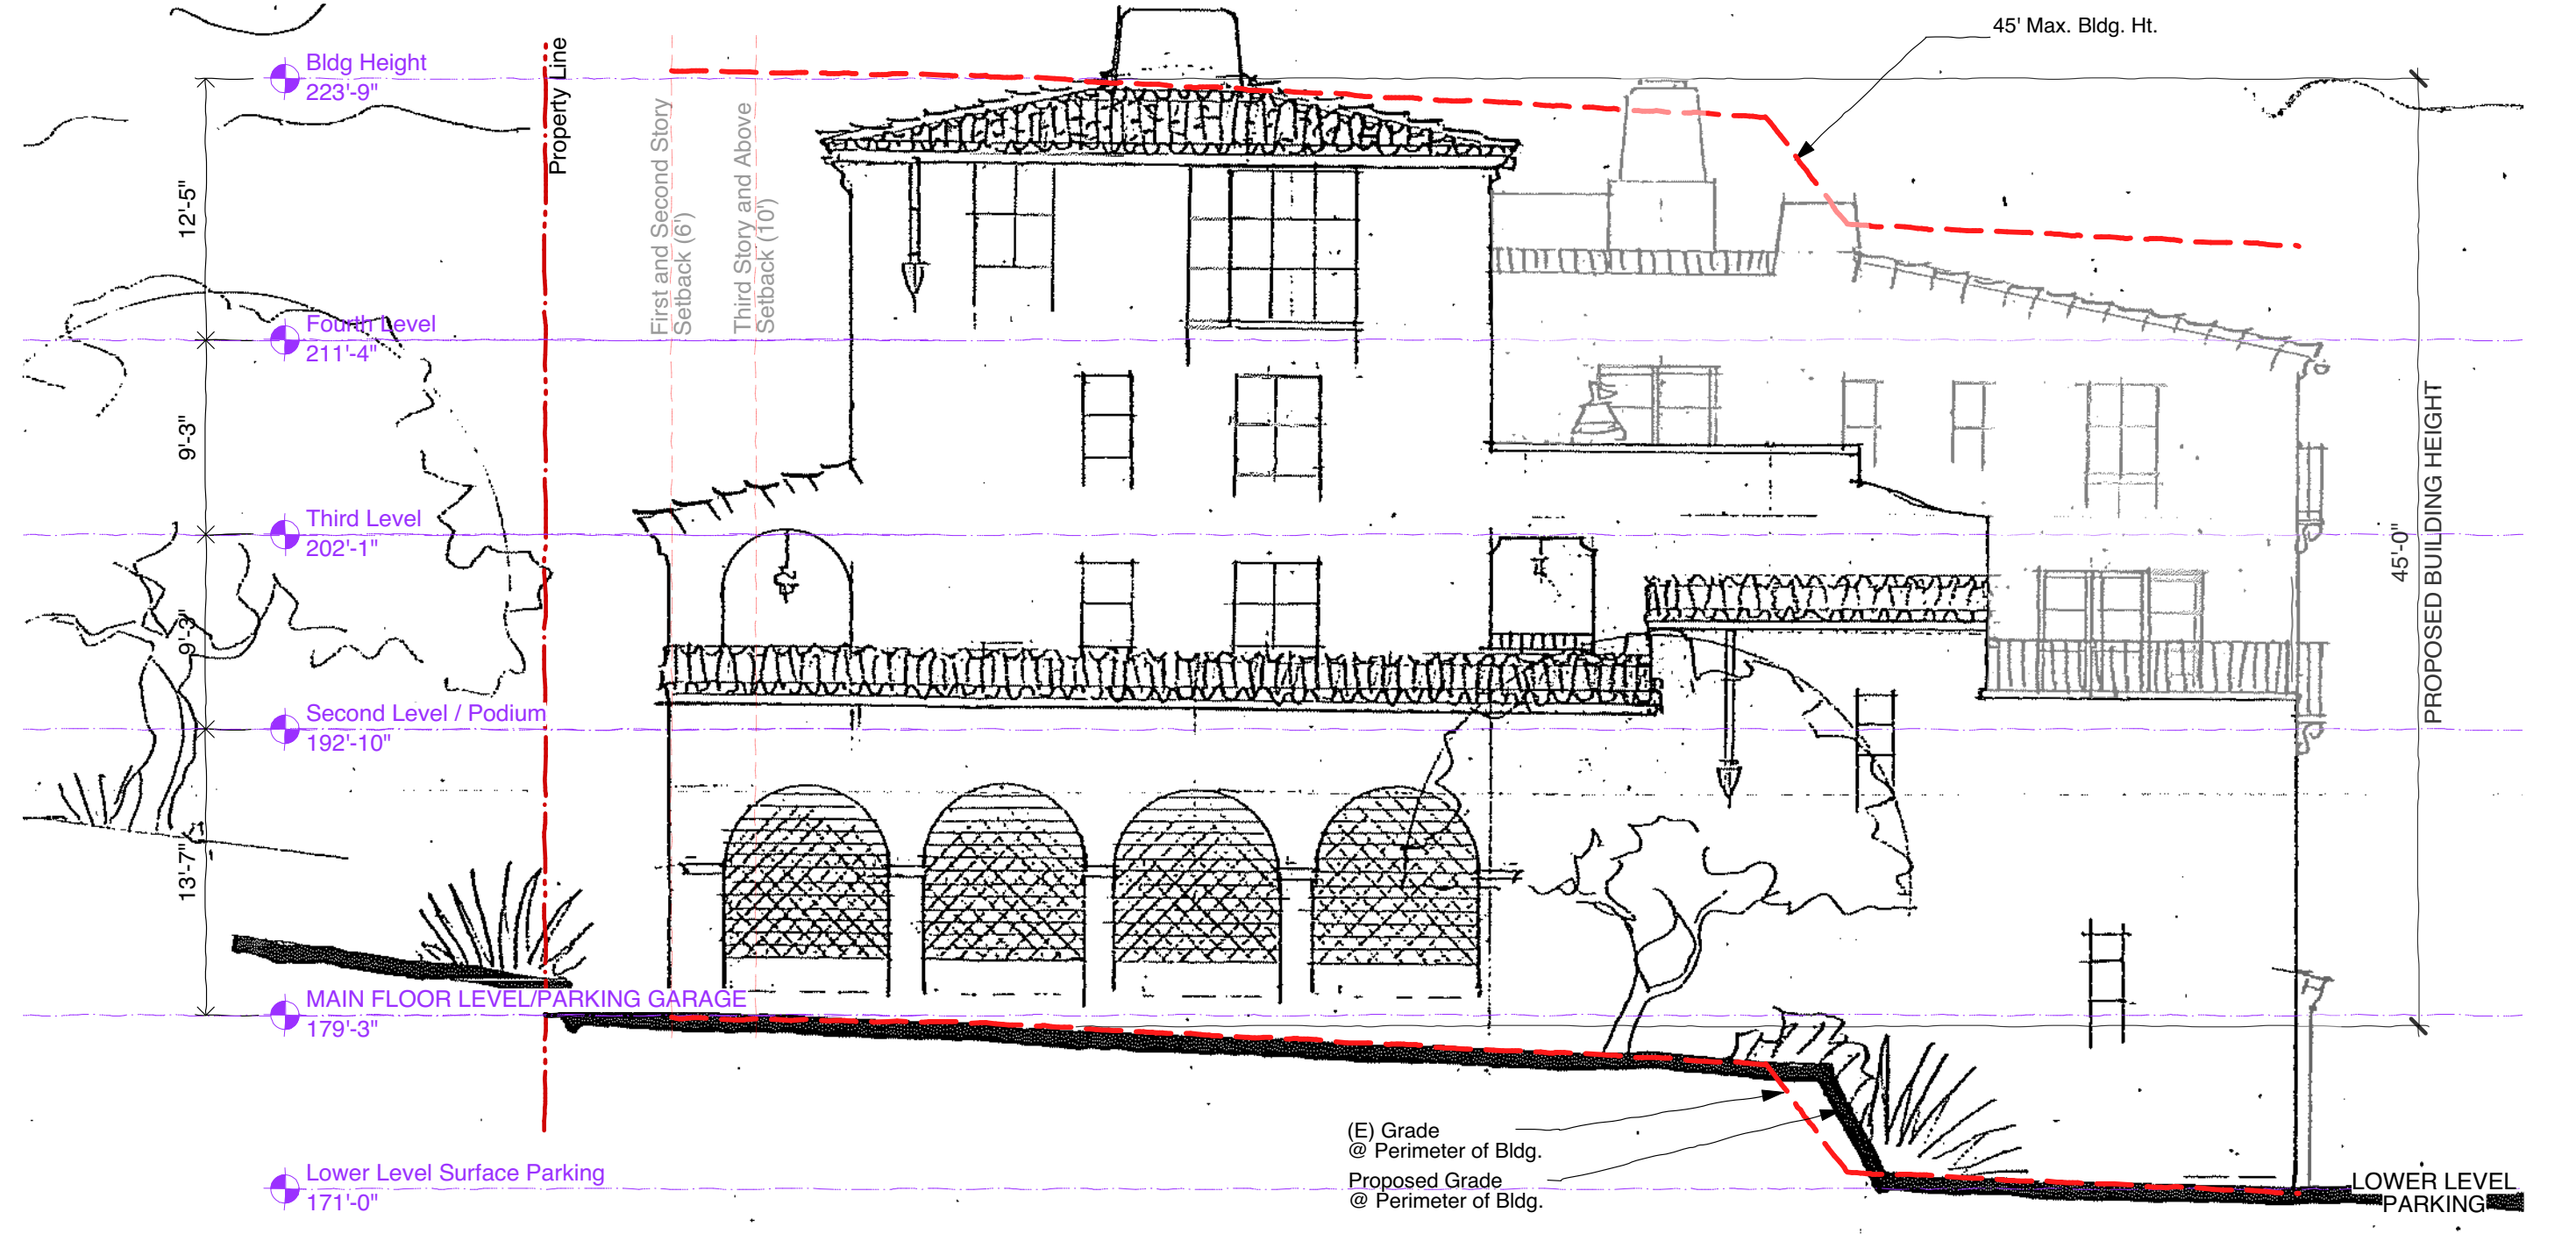 45' Max. Bldg. Ht.
Bldg Height
223'-9"
Property Line
First and Second Story
Setback (6')
Third Story and Above
Setback (10')
12'-5"
Fourth Level
211'-4"
9'-3"
Third Level
202'-1"
9'-3"
Second Level / Podium
192'-10"
13'-7"
MAIN FLOOR LEVEL/PARKING GARAGE
179'-3"
Lower Level Surface Parking
171'-0"
45'-0"
PROPOSED BUILDING HEIGHT
(E) Grade
@ Perimeter of Bldg.
Proposed Grade
@ Perimeter of Bldg.
LOWER LEVEL
PARKING